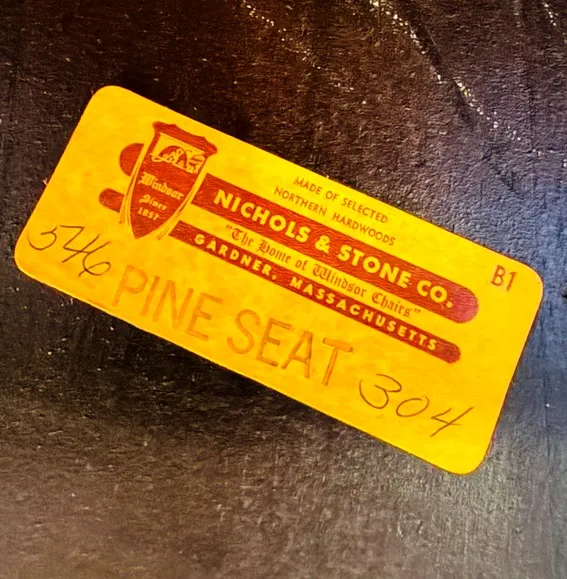 Windsor
Since
1857
MADE OF SELECTED
NORTHERN HARDWOODS
NICHOLS & STONE CO.
"The Home of Windsor Chairs"
GARDNER, MASSACHUSETTS
B1
546
PINE SEAT
304